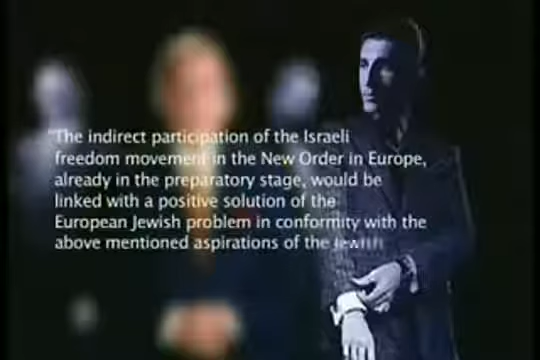 "The indirect participation of the Israeli
freedom movement in the New Order in Europe,
already in the preparatory stage, would be
linked with a positive solution of the
European Jewish problem in conformity with the
above mentioned aspirations of the Jewish